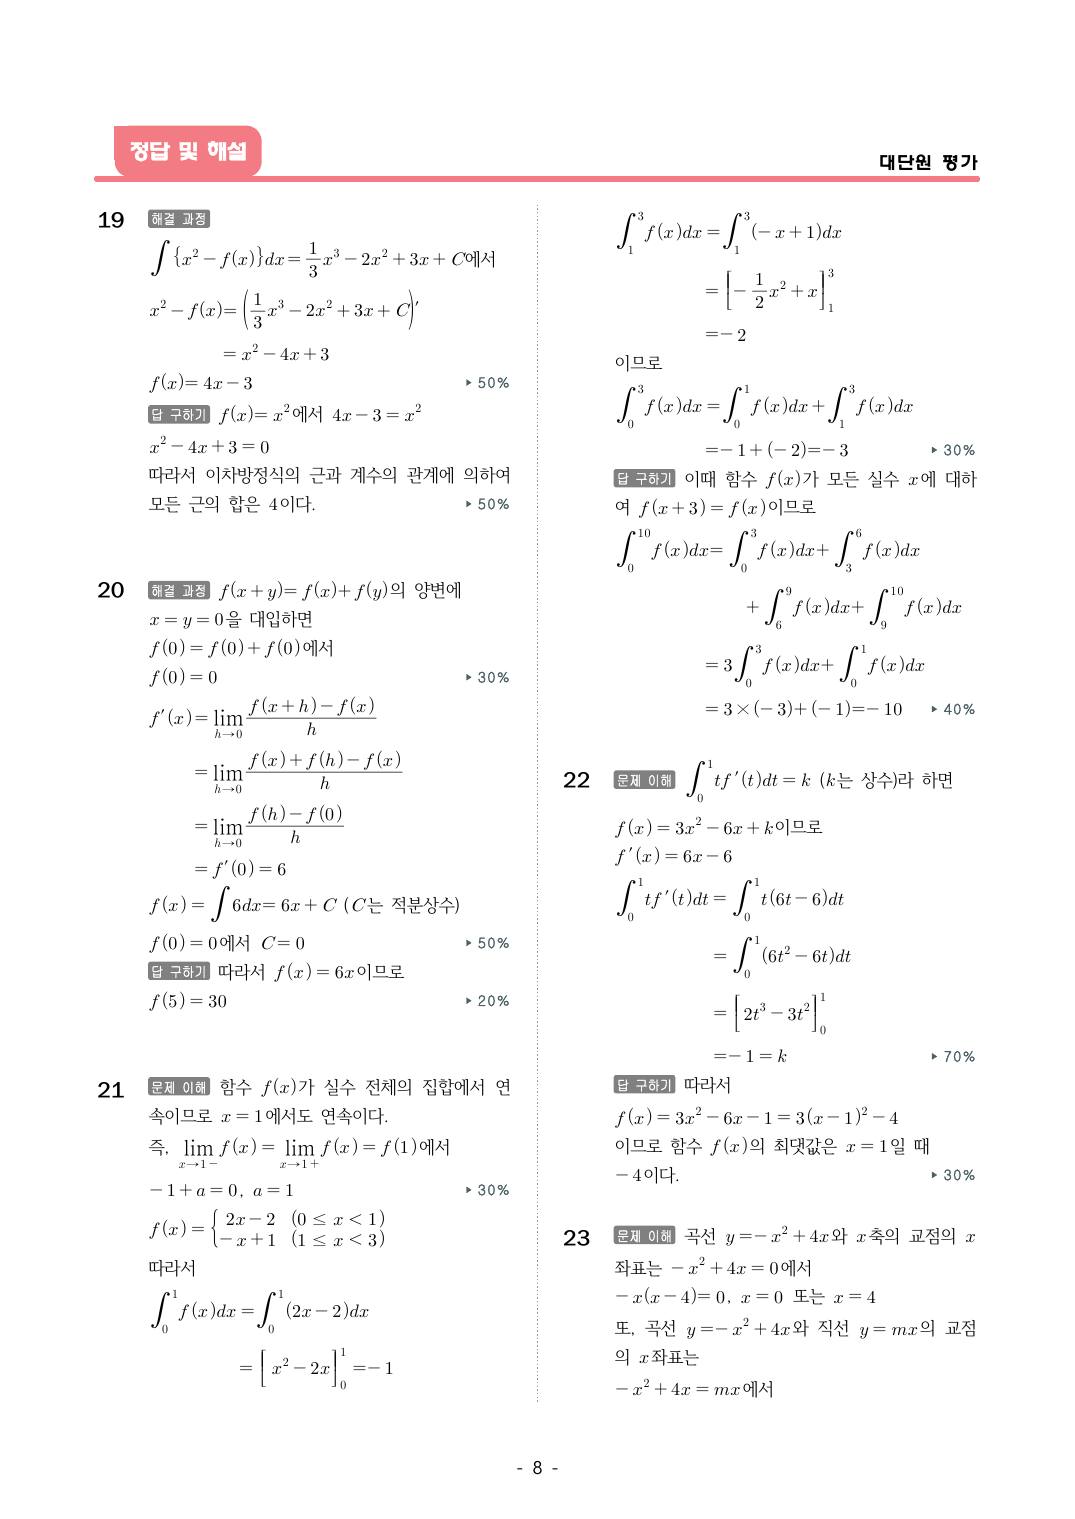 정답 및 해설
대단원 평가
19 해결 과정
∫{x² − f(x)}dx = 1/3 x³ − 2x² + 3x + C에서
x² − f(x) = (1/3 x³ − 2x² + 3x + C)′
= x² − 4x + 3
f(x) = 4x − 3 ▶ 50%
답 구하기 f(x) = x²에서 4x − 3 = x²
x² − 4x + 3 = 0
따라서 이차방정식의 근과 계수의 관계에 의하여
모든 근의 합은 4이다. ▶ 50%
20 해결 과정 f(x+y) = f(x) + f(y)의 양변에
x = y = 0을 대입하면
f(0) = f(0) + f(0)에서
f(0) = 0 ▶ 30%
f′(x) = lim_{h→0} {f(x+h) − f(x)}/h
= lim_{h→0} {f(x) + f(h) − f(x)}/h
= lim_{h→0} {f(h) − f(0)}/h
= f′(0) = 6
f(x) = ∫6dx = 6x + C (C는 적분상수)
f(0) = 0에서 C = 0 ▶ 50%
답 구하기 따라서 f(x) = 6x이므로
f(5) = 30 ▶ 20%
21 문제 이해 함수 f(x)가 실수 전체의 집합에서 연
속이므로 x = 1에서도 연속이다.
즉, lim_{x→1−} f(x) = lim_{x→1+} f(x) = f(1)에서
−1 + a = 0, a = 1 ▶ 30%
f(x) = { 2x − 2 (0 ≤ x < 1)
−x + 1 (1 ≤ x < 3)
따라서
∫₀¹ f(x)dx = ∫₀¹ (2x − 2)dx
= [x² − 2x]₀¹ = −1
∫₁³ f(x)dx = ∫₁³ (−x + 1)dx
= [−1/2 x² + x]₁³
= −2
이므로
∫₀³ f(x)dx = ∫₀¹ f(x)dx + ∫₁³ f(x)dx
= −1 + (−2) = −3 ▶ 30%
답 구하기 이때 함수 f(x)가 모든 실수 x에 대하
여 f(x+3) = f(x)이므로
∫₀¹⁰ f(x)dx = ∫₀³ f(x)dx + ∫₃⁶ f(x)dx
+ ∫₆⁹ f(x)dx + ∫₉¹⁰ f(x)dx
= 3∫₀³ f(x)dx + ∫₀¹ f(x)dx
= 3×(−3) + (−1) = −10 ▶ 40%
22 문제 이해 ∫₀¹ tf′(t)dt = k (k는 상수)라 하면
f(x) = 3x² − 6x + k이므로
f′(x) = 6x − 6
∫₀¹ tf′(t)dt = ∫₀¹ t(6t − 6)dt
= ∫₀¹ (6t² − 6t)dt
= [2t³ − 3t²]₀¹
= −1 = k ▶ 70%
답 구하기 따라서
f(x) = 3x² − 6x − 1 = 3(x − 1)² − 4
이므로 함수 f(x)의 최댓값은 x = 1일 때
−4이다. ▶ 30%
23 문제 이해 곡선 y = −x² + 4x와 x축의 교점의 x
좌표는 −x² + 4x = 0에서
−x(x − 4) = 0, x = 0 또는 x = 4
또, 곡선 y = −x² + 4x와 직선 y = mx의 교점
의 x좌표는
−x² + 4x = mx에서
- 8 -